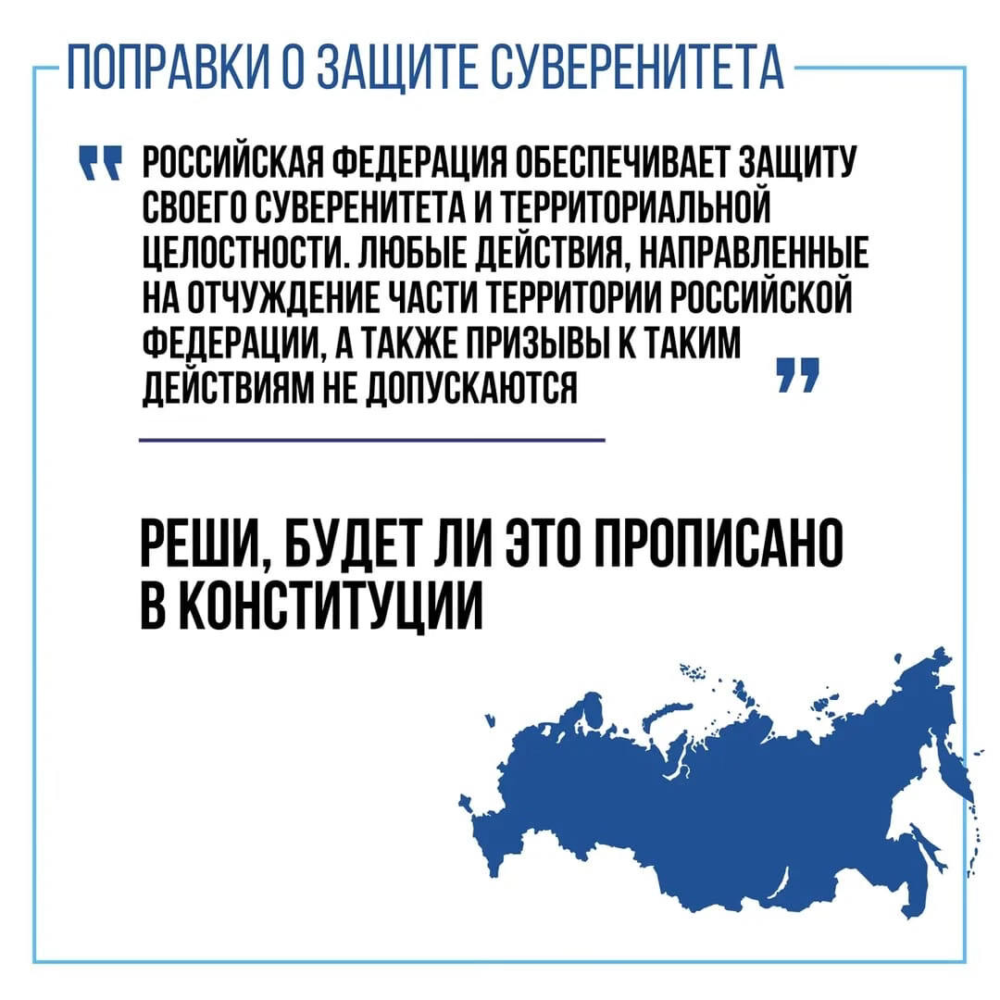 ПОПРАВКИ О ЗАЩИТЕ СУВЕРЕНИТЕТА
"РОССИЙСКАЯ ФЕДЕРАЦИЯ ОБЕСПЕЧИВАЕТ ЗАЩИТУ
СВОЕГО СУВЕРЕНИТЕТА И ТЕРРИТОРИАЛЬНОЙ
ЦЕЛОСТНОСТИ. ЛЮБЫЕ ДЕЙСТВИЯ, НАПРАВЛЕННЫЕ
НА ОТЧУЖДЕНИЕ ЧАСТИ ТЕРРИТОРИИ РОССИЙСКОЙ
ФЕДЕРАЦИИ, А ТАКЖЕ ПРИЗЫВЫ К ТАКИМ
ДЕЙСТВИЯМ НЕ ДОПУСКАЮТСЯ"
РЕШИ, БУДЕТ ЛИ ЭТО ПРОПИСАНО
В КОНСТИТУЦИИ